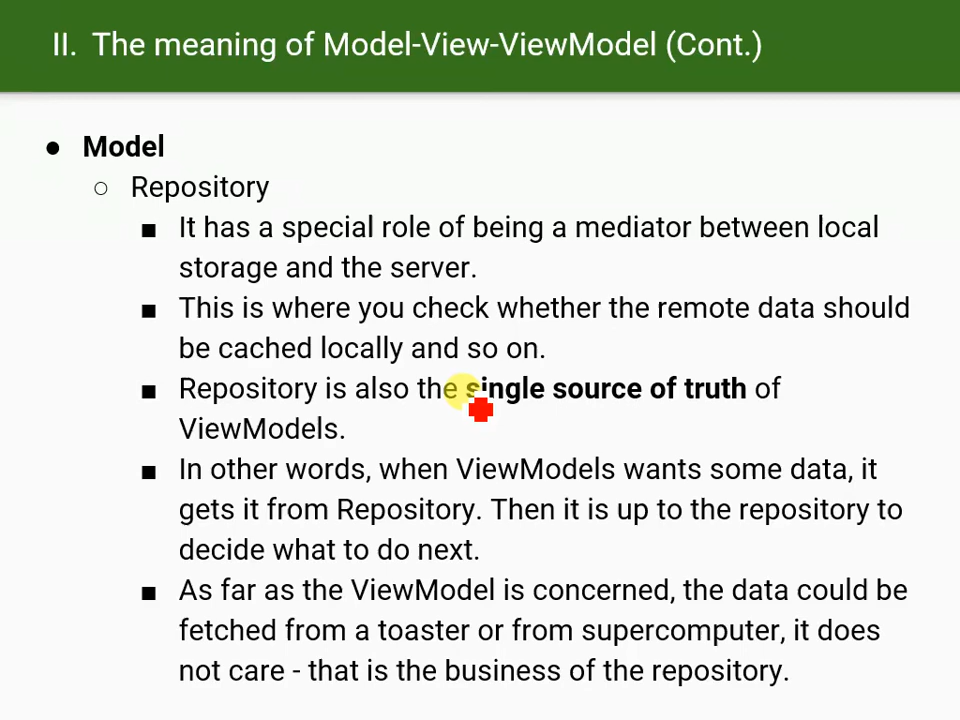 II. The meaning of Model-View-ViewModel (Cont.)
● Model
○ Repository
■ It has a special role of being a mediator between local
storage and the server.
■ This is where you check whether the remote data should
be cached locally and so on.
■ Repository is also the single source of truth of
ViewModels.
■ In other words, when ViewModels wants some data, it
gets it from Repository. Then it is up to the repository to
decide what to do next.
■ As far as the ViewModel is concerned, the data could be
fetched from a toaster or from supercomputer, it does
not care - that is the business of the repository.